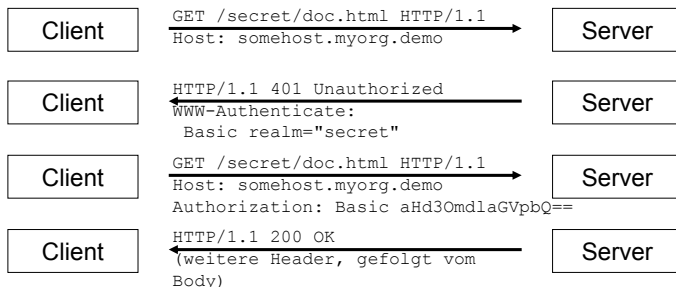 Client GET /secret/doc.html HTTP/1.1 Server
Host: somehost.myorg.demo
Client HTTP/1.1 401 Unauthorized Server
WWW-Authenticate:
Basic realm="secret"
Client GET /secret/doc.html HTTP/1.1 Server
Host: somehost.myorg.demo
Authorization: Basic aHd3OmdlaGVpbQ==
Client HTTP/1.1 200 OK Server
(weitere Header, gefolgt vom
Body)